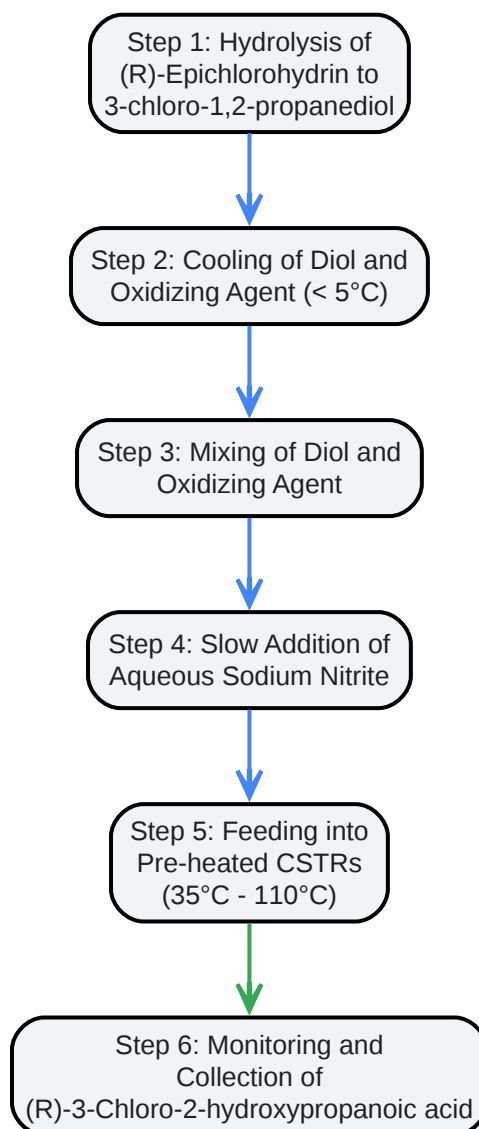 Step 1: Hydrolysis of
(R)-Epichlorohydrin to
3-chloro-1,2-propanediol
Step 2: Cooling of Diol and
Oxidizing Agent (< 5°C)
Step 3: Mixing of Diol and
Oxidizing Agent
Step 4: Slow Addition of
Aqueous Sodium Nitrite
Step 5: Feeding into
Pre-heated CSTRs
(35°C - 110°C)
Step 6: Monitoring and
Collection of
(R)-3-Chloro-2-hydroxypropanoic acid